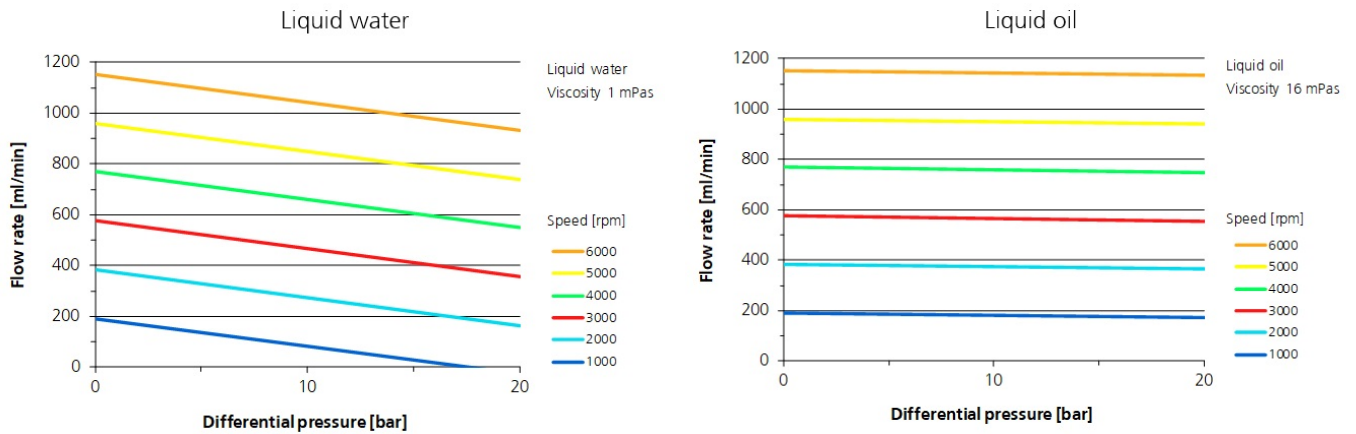 Liquid water
Flow rate [ml/min]
1200
1000
800
600
400
200
0
0
10
20
Differential pressure [bar]
Liquid water
Viscosity 1 mPas
Speed [rpm]
6000
5000
4000
3000
2000
1000
Liquid oil
Flow rate [ml/min]
1200
1000
800
600
400
200
0
0
10
20
Differential pressure [bar]
Liquid oil
Viscosity 16 mPas
Speed [rpm]
6000
5000
4000
3000
2000
1000